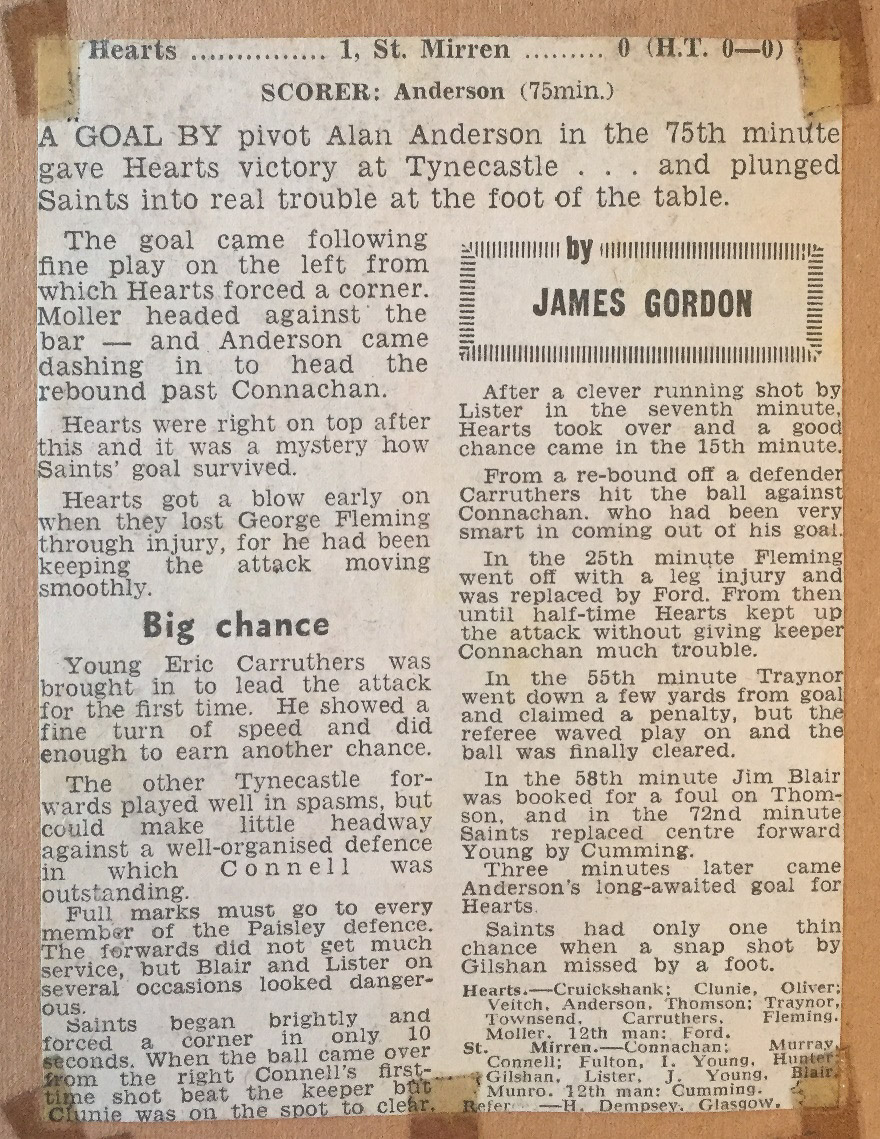 Hearts ............... 1, St. Mirren ......... 0 (H.T. 0—0)
SCORER: Anderson (75min.)
A GOAL BY pivot Alan Anderson in the 75th minute
gave Hearts victory at Tynecastle . . . and plunged
Saints into real trouble at the foot of the table.
The goal came following
fine play on the left from
which Hearts forced a corner.
Moller headed against the
bar — and Anderson came
dashing in to head the
rebound past Connachan.
Hearts were right on top after
this and it was a mystery how
Saints' goal survived.
Hearts got a blow early on
when they lost George Fleming
through injury, for he had been
keeping the attack moving
smoothly.
Big chance
Young Eric Carruthers was
brought in to lead the attack
for the first time. He showed a
fine turn of speed and did
enough to earn another chance.
The other Tynecastle for-
wards played well in spasms, but
could make little headway
against a well-organised defence
in which Connell was
outstanding.
Full marks must go to every
member of the Paisley defence.
The forwards did not get much
service, but Blair and Lister on
several occasions looked danger-
ous.
Saints began brightly and
forced a corner in only 10
seconds. When the ball came over
from the right Connell's first-
time shot beat the keeper but
Clunie was on the spot to clear.
by
JAMES GORDON
After a clever running shot by
Lister in the seventh minute,
Hearts took over and a good
chance came in the 15th minute.
From a re-bound off a defender
Carruthers hit the ball against
Connachan. who had been very
smart in coming out of his goal.
In the 25th minute Fleming
went off with a leg injury and
was replaced by Ford. From then
until half-time Hearts kept up
the attack without giving keeper
Connachan much trouble.
In the 55th minute Traynor
went down a few yards from goal
and claimed a penalty, but the
referee waved play on and the
ball was finally cleared.
In the 58th minute Jim Blair
was booked for a foul on Thom-
son, and in the 72nd minute
Saints replaced centre forward
Young by Cumming.
Three minutes later came
Anderson's long-awaited goal for
Hearts.
Saints had only one thin
chance when a snap shot by
Gilshan missed by a foot.
Hearts.—Cruickshank; Clunie, Oliver;
Veitch, Anderson, Thomson; Traynor,
Townsend, Carruthers, Fleming.
Moller. 12th man: Ford.
St. Mirren.—Connachan; Murray,
Connell; Fulton, I. Young, Hunter;
Gilshan, Lister, J. Young, Blair,
Munro. 12th man: Cumming.
—H. Dempsey, Glasgow.